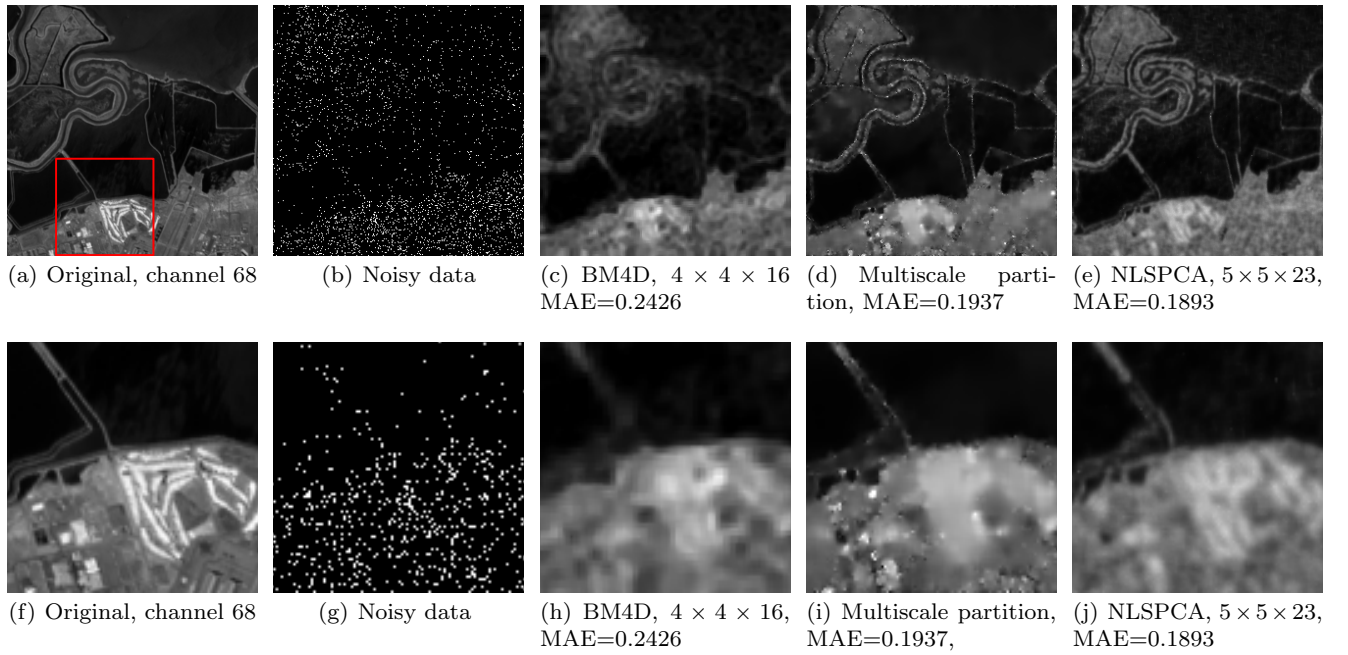 (a) Original, channel 68
(b) Noisy data
(c) BM4D, 4 × 4 × 16
MAE=0.2426
(d) Multiscale parti-
tion, MAE=0.1937
(e) NLSPCA, 5×5×23,
MAE=0.1893
(f) Original, channel 68
(g) Noisy data
(h) BM4D, 4 × 4 × 16,
MAE=0.2426
(i) Multiscale partition,
MAE=0.1937,
(j) NLSPCA, 5×5×23,
MAE=0.1893